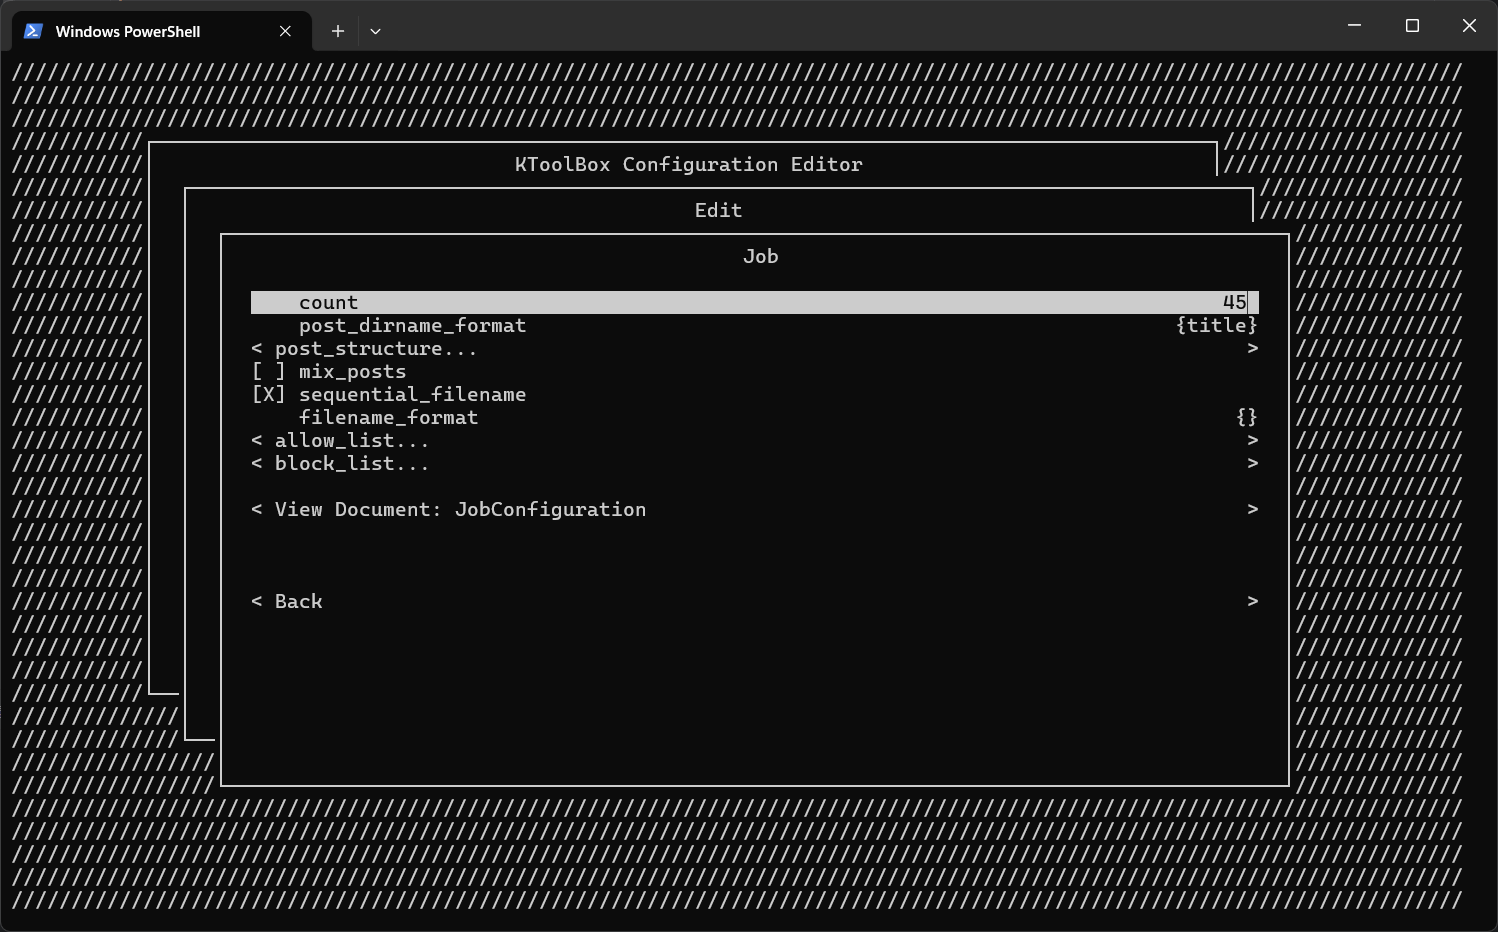 Windows PowerShell
KToolBox Configuration Editor
Edit
Job
count 45
post_dirname_format {title}
< post_structure... >
[ ] mix_posts
[X] sequential_filename
filename_format {}
< allow_list... >
< block_list... >
< View Document: JobConfiguration >
< Back >